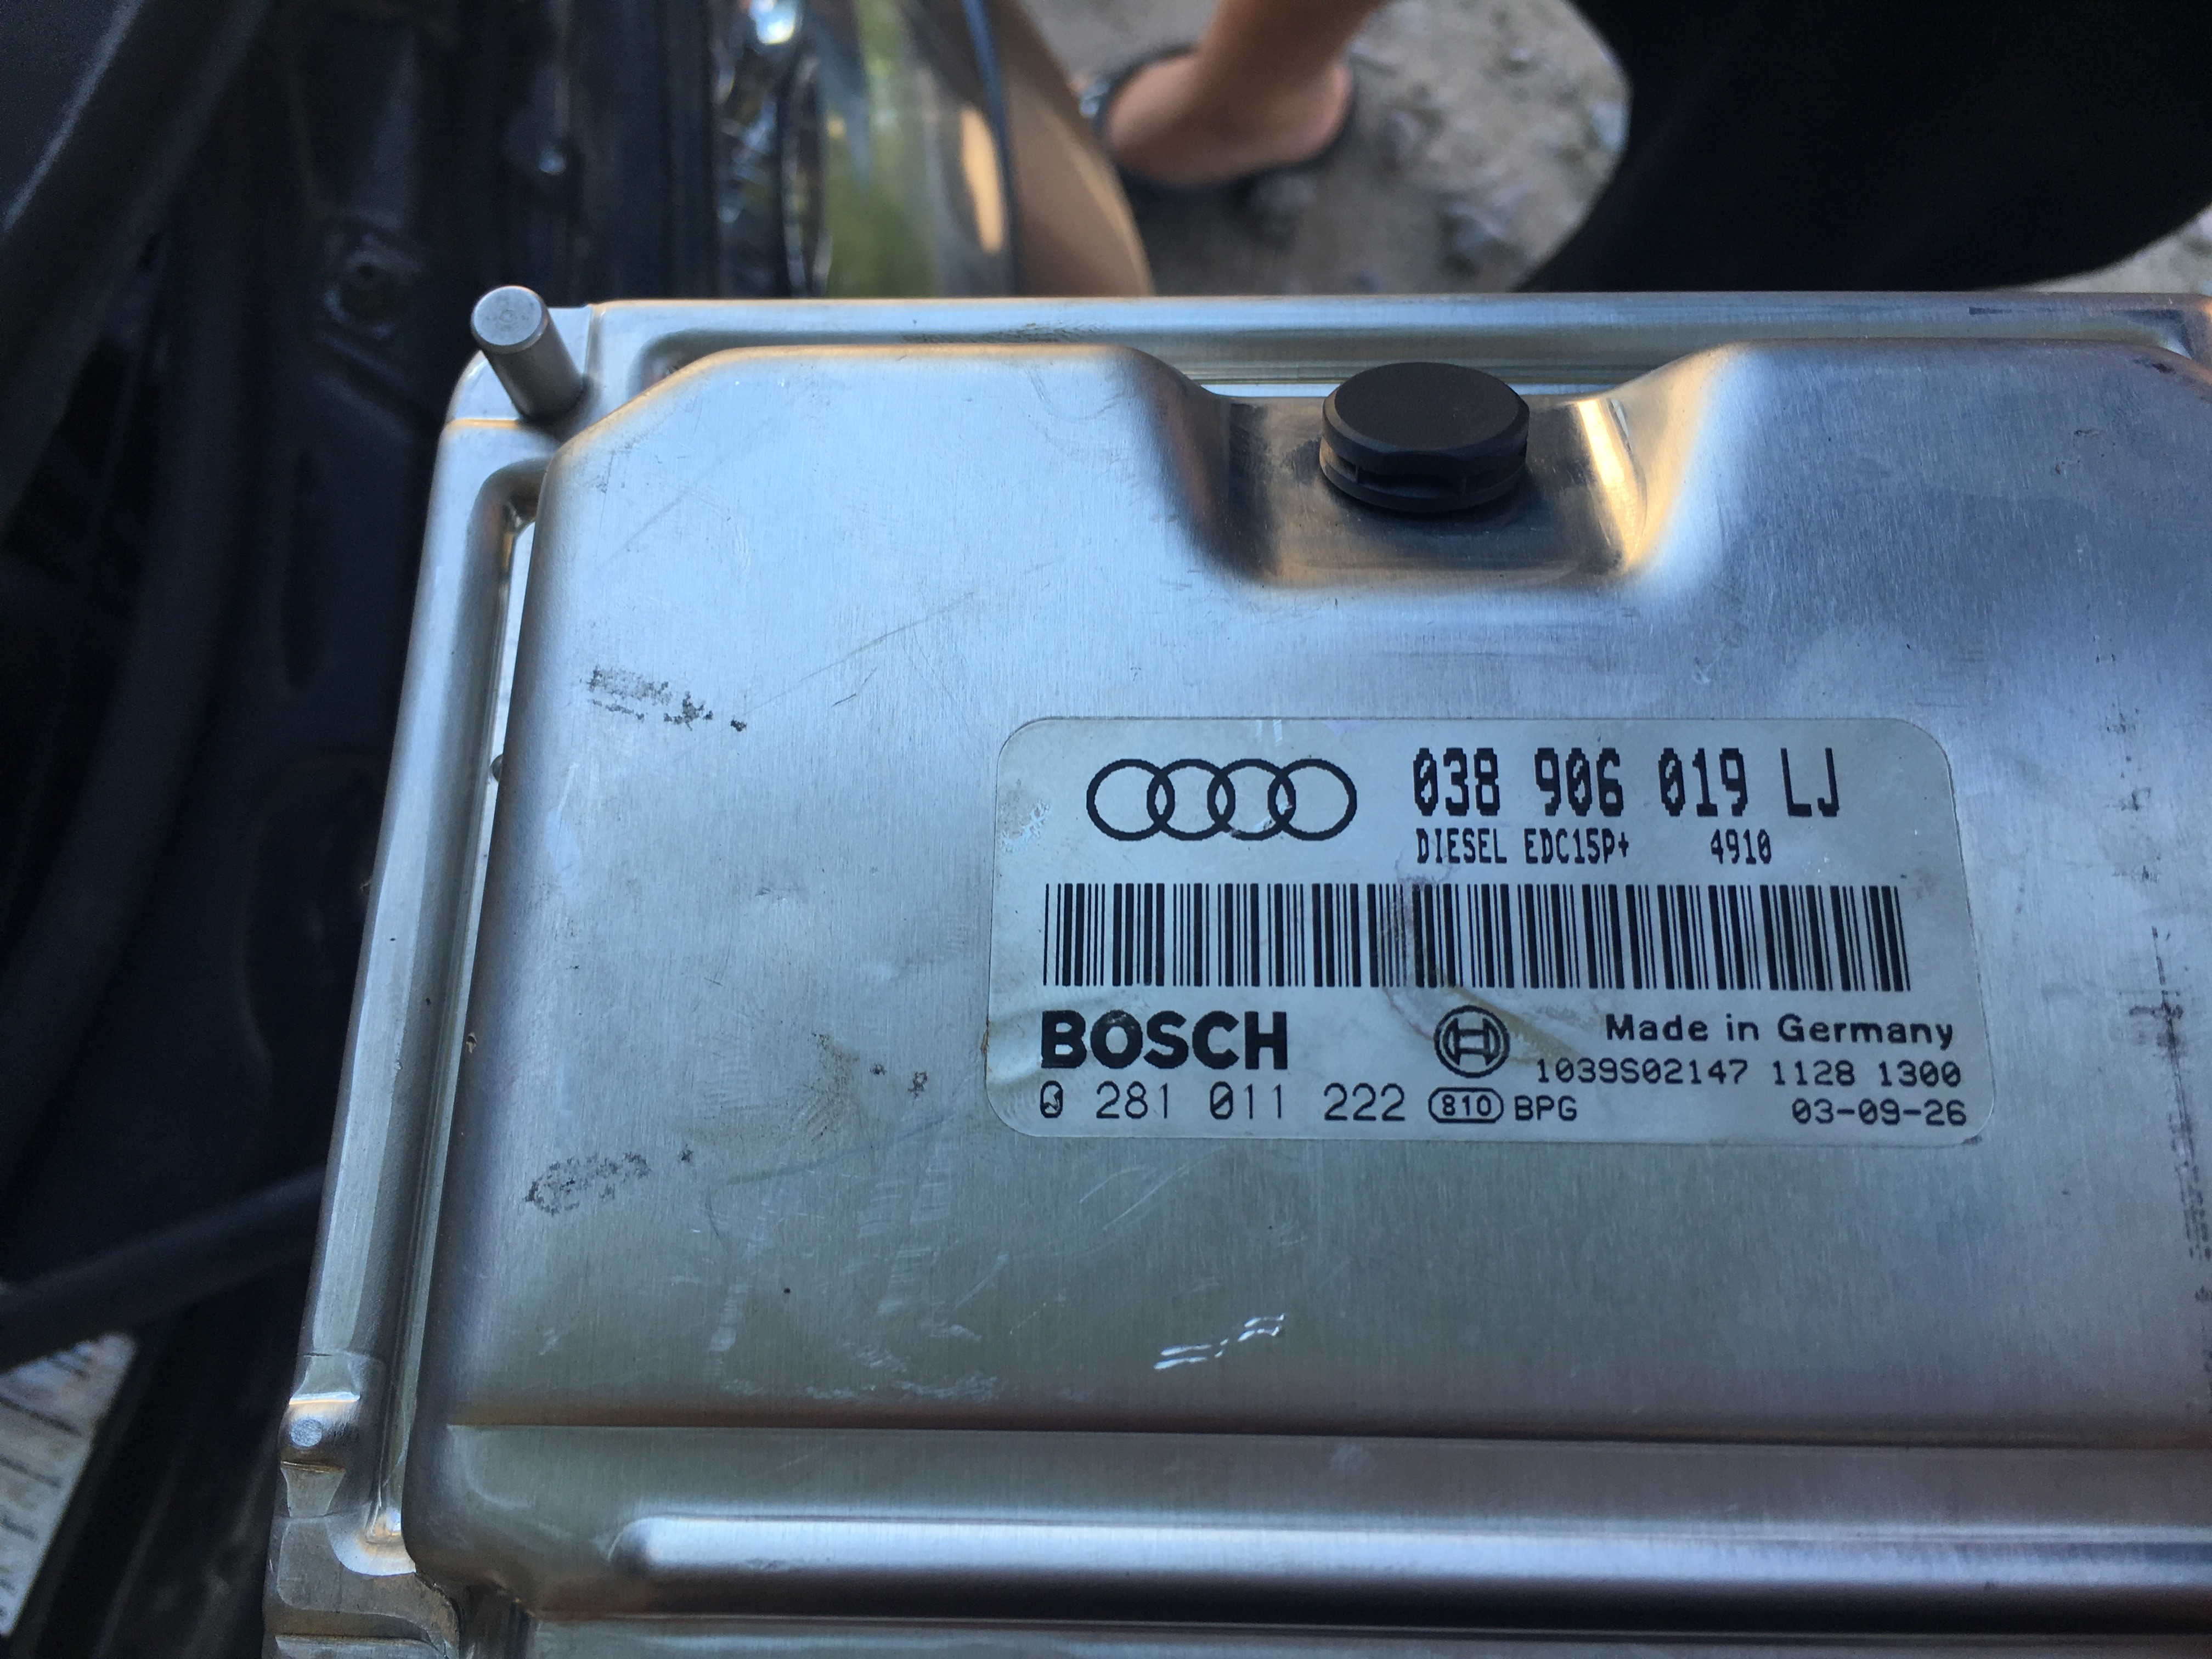 038 906 019 LJ
DIESEL EDC15P+ 4910
BOSCH
Made in Germany
1039S02147 1128 1300
0 281 011 222 810 BPG 03-09-26